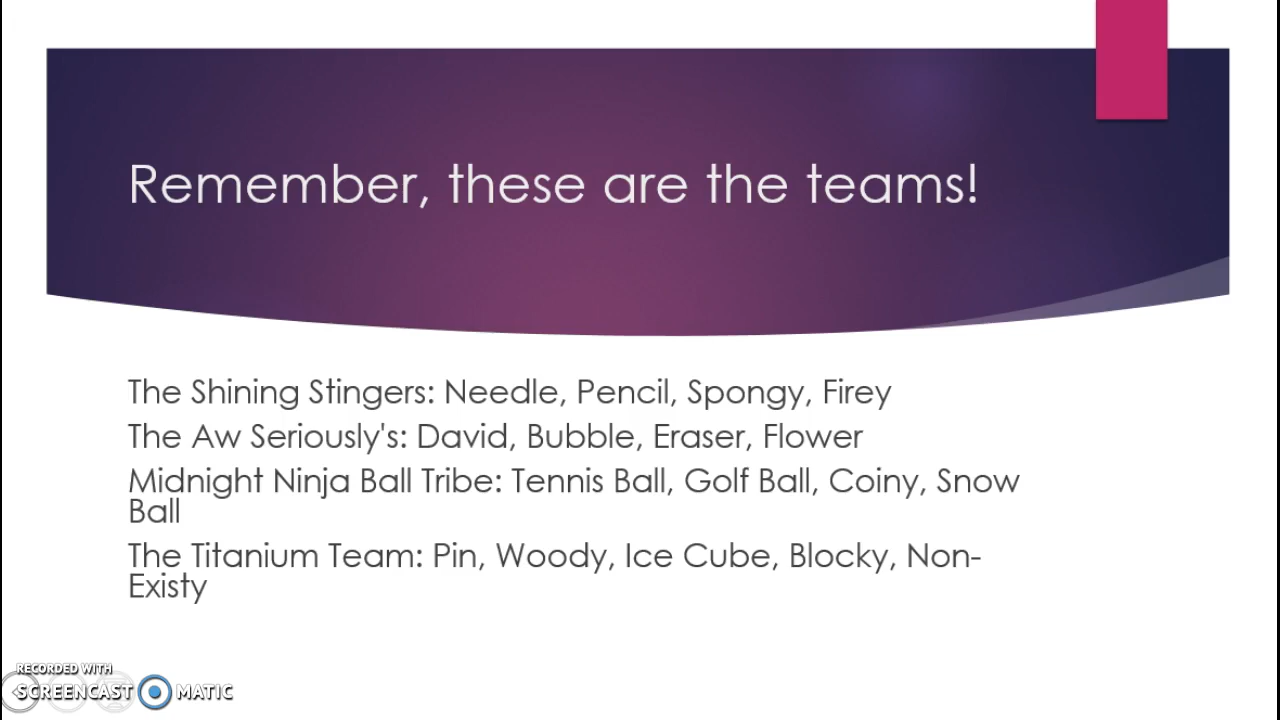 Remember, these are the teams!
The Shining Stingers: Needle, Pencil, Spongy, Firey
The Aw Seriously's: David, Bubble, Eraser, Flower
Midnight Ninja Ball Tribe: Tennis Ball, Golf Ball, Coiny, Snow
Ball
The Titanium Team: Pin, Woody, Ice Cube, Blocky, Non-
Existy
RECORDED WITH
SCREENCAST MATIC